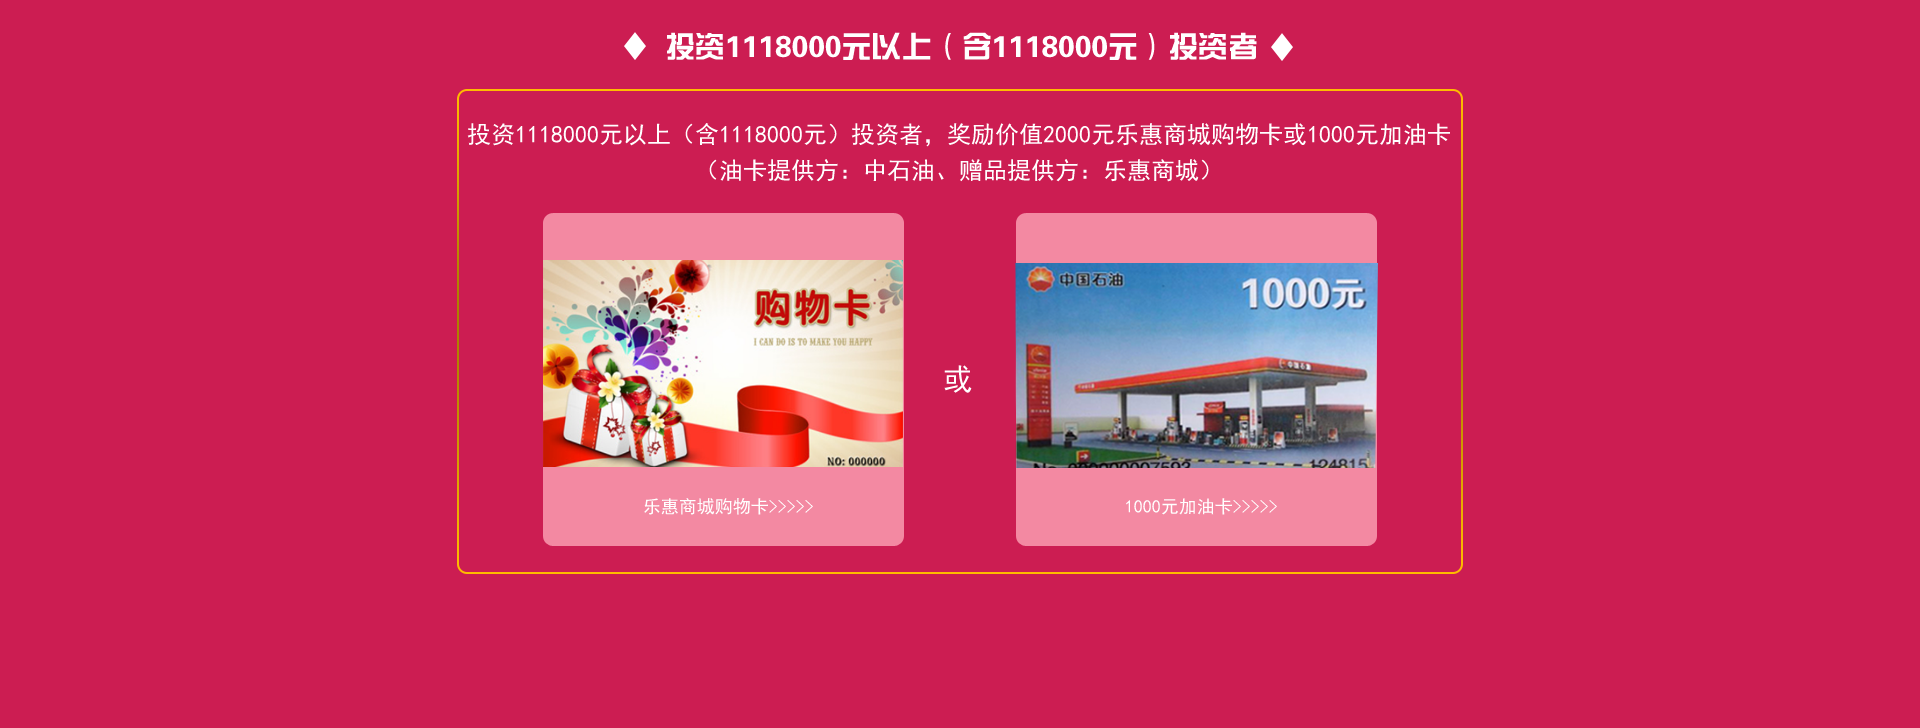 投资1118000元以上（含1118000元）投资者
投资1118000元以上（含1118000元）投资者，奖励价值2000元乐惠商城购物卡或1000元加油卡
（油卡提供方：中石油、赠品提供方：乐惠商城）
购物卡
I CAN DO IS TO MAKE YOU HAPPY
NO: 000000
乐惠商城购物卡>>>>>
或
中国石油
1000元
中国石油
124815
1000元加油卡>>>>>